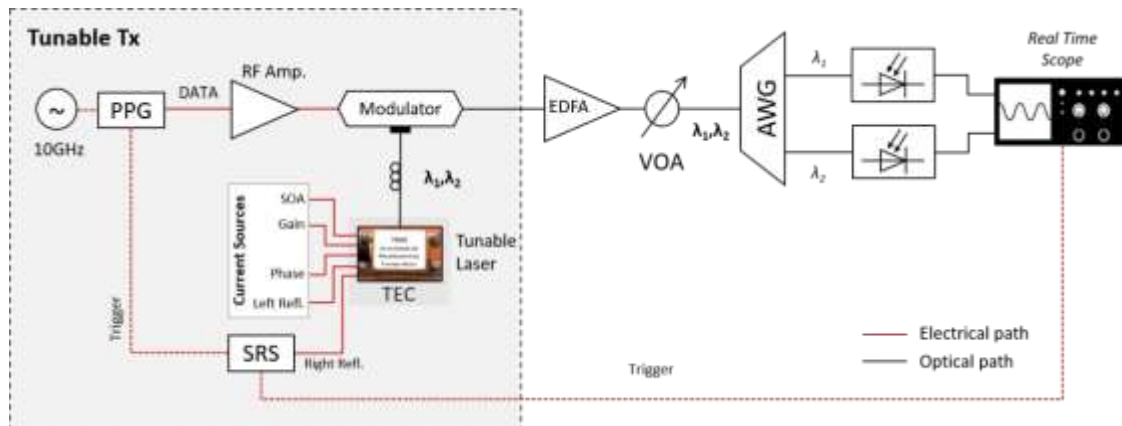 Tunable Tx
RF Amp.
DATA
~
PPG
10GHz
Modulator
EDFA
VOA
λ₁,λ₂
AWG
λ₁
λ₂
Real Time
Scope
λ₁,λ₂
Current Sources
SOA
Gain
Phase
Left Refl.
Tunable
Laser
TEC
Trigger
SRS
Right Refl.
Trigger
Electrical path
Optical path